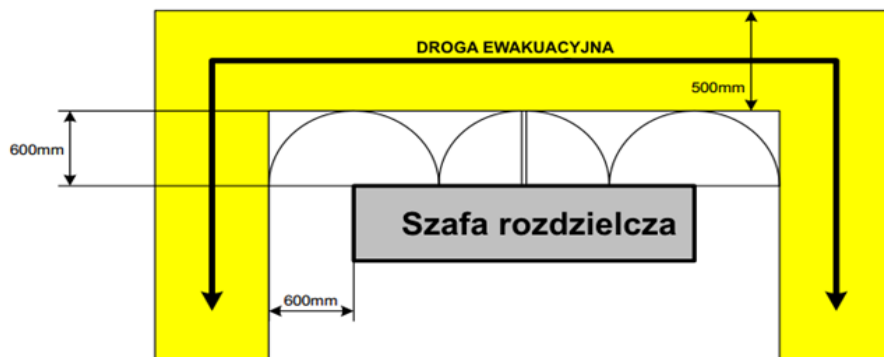 DROGA EWAKUACYJNA
500mm
600mm
Szafa rozdzielcza
600mm